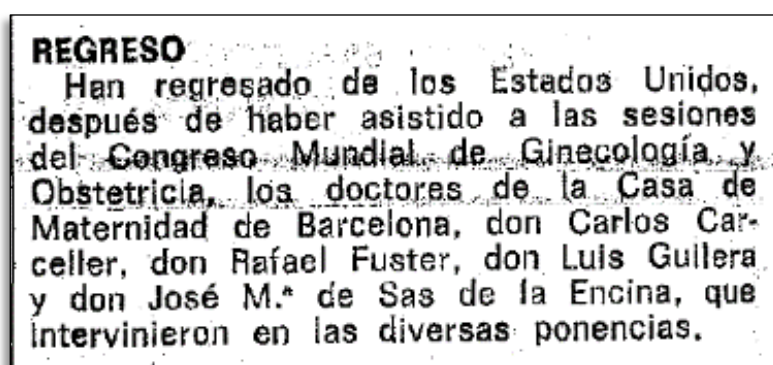 REGRESO
Han regresado de los Estados Unidos,
después de haber asistido a las sesiones
del Congreso Mundial de Ginecología y
Obstetricia, los doctores de la Casa de
Maternidad de Barcelona, don Carlos Car-
celler, don Rafael Fuster, don Luis Guilera
y don José M.ª de Sas de la Encina, que
intervinieron en las diversas ponencias.